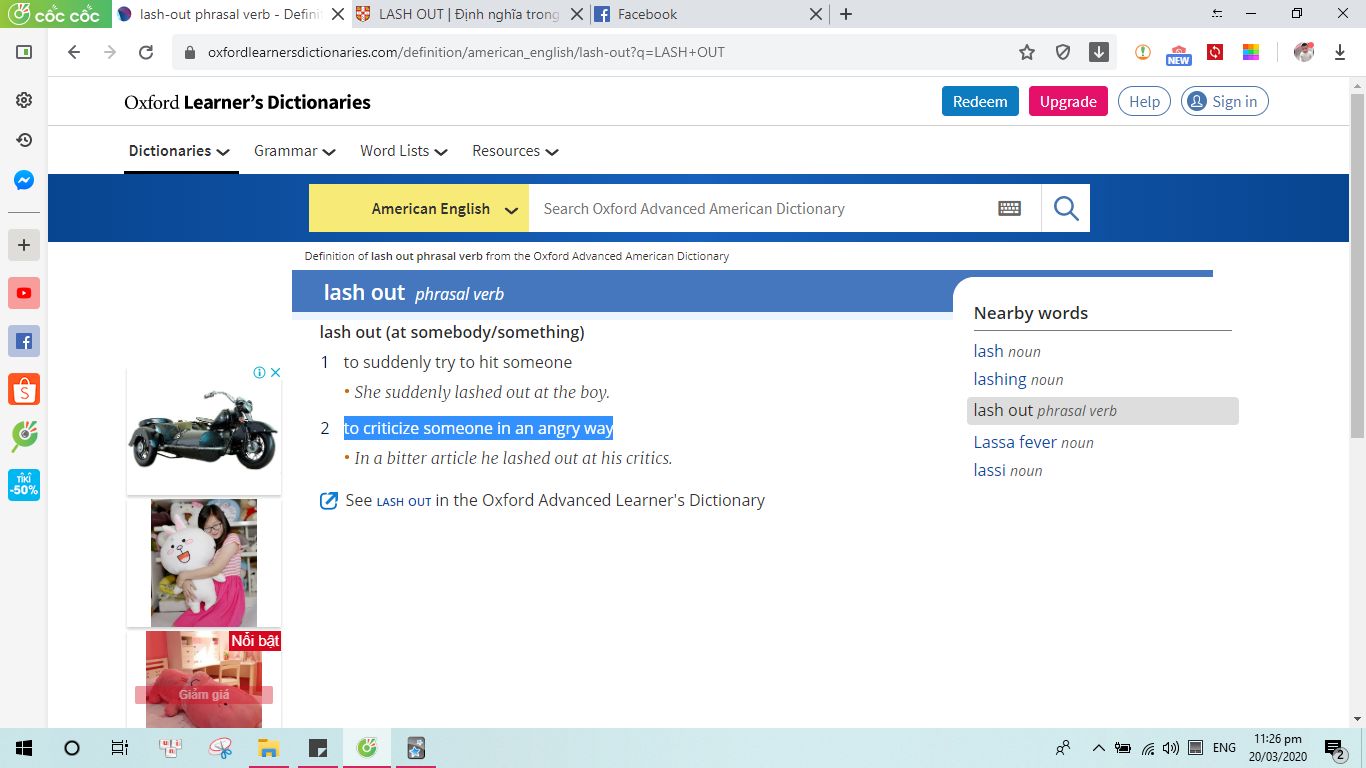 cốc cốc
lash-out phrasal verb - Defini
LASH OUT | Định nghĩa trong
Facebook
oxfordlearnersdictionaries.com/definition/american_english/lash-out?q=LASH+OUT
NEW
Oxford Learner's Dictionaries
Redeem
Upgrade
Help
Sign in
Dictionaries
Grammar
Word Lists
Resources
American English
Search Oxford Advanced American Dictionary
Definition of lash out phrasal verb from the Oxford Advanced American Dictionary
lash out phrasal verb
lash out (at somebody/something)
1 to suddenly try to hit someone
• She suddenly lashed out at the boy.
2 to criticize someone in an angry way
• In a bitter article he lashed out at his critics.
See LASH OUT in the Oxford Advanced Learner's Dictionary
Nearby words
lash noun
lashing noun
lash out phrasal verb
Lassa fever noun
lassi noun
TIKI
-50%
Nổi bật
Giảm giá
ENG
11:26 pm
20/03/2020
2